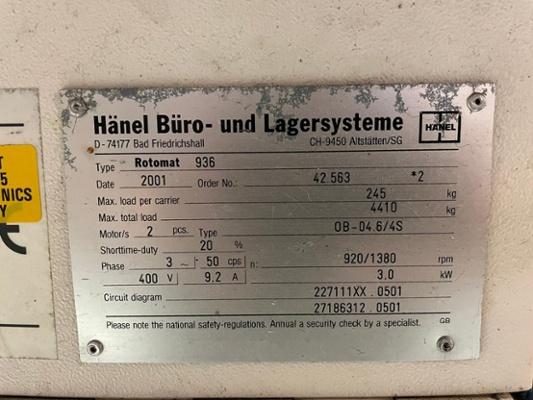 Hänel Büro- und Lagersysteme
HÄNEL
D - 74177 Bad Friedrichshall CH-9450 Altstätten/SG
Type Rotomat 936
Date 2001 Order No.: 42.563 *2
Max. load per carrier 245 kg
Max. total load 4410 kg
Motor/s 2 pcs. Type OB-04.6/4S
Shorttime-duty 20 %
Phase 3 ~ 50 cps n: 920/1380 rpm
400 V 9.2 A 3.0 kW
Circuit diagram 227111XX.0501
27186312.0501
Please note the national safety-regulations. Annual a security check by a specialist. GB
5
NICS
Y